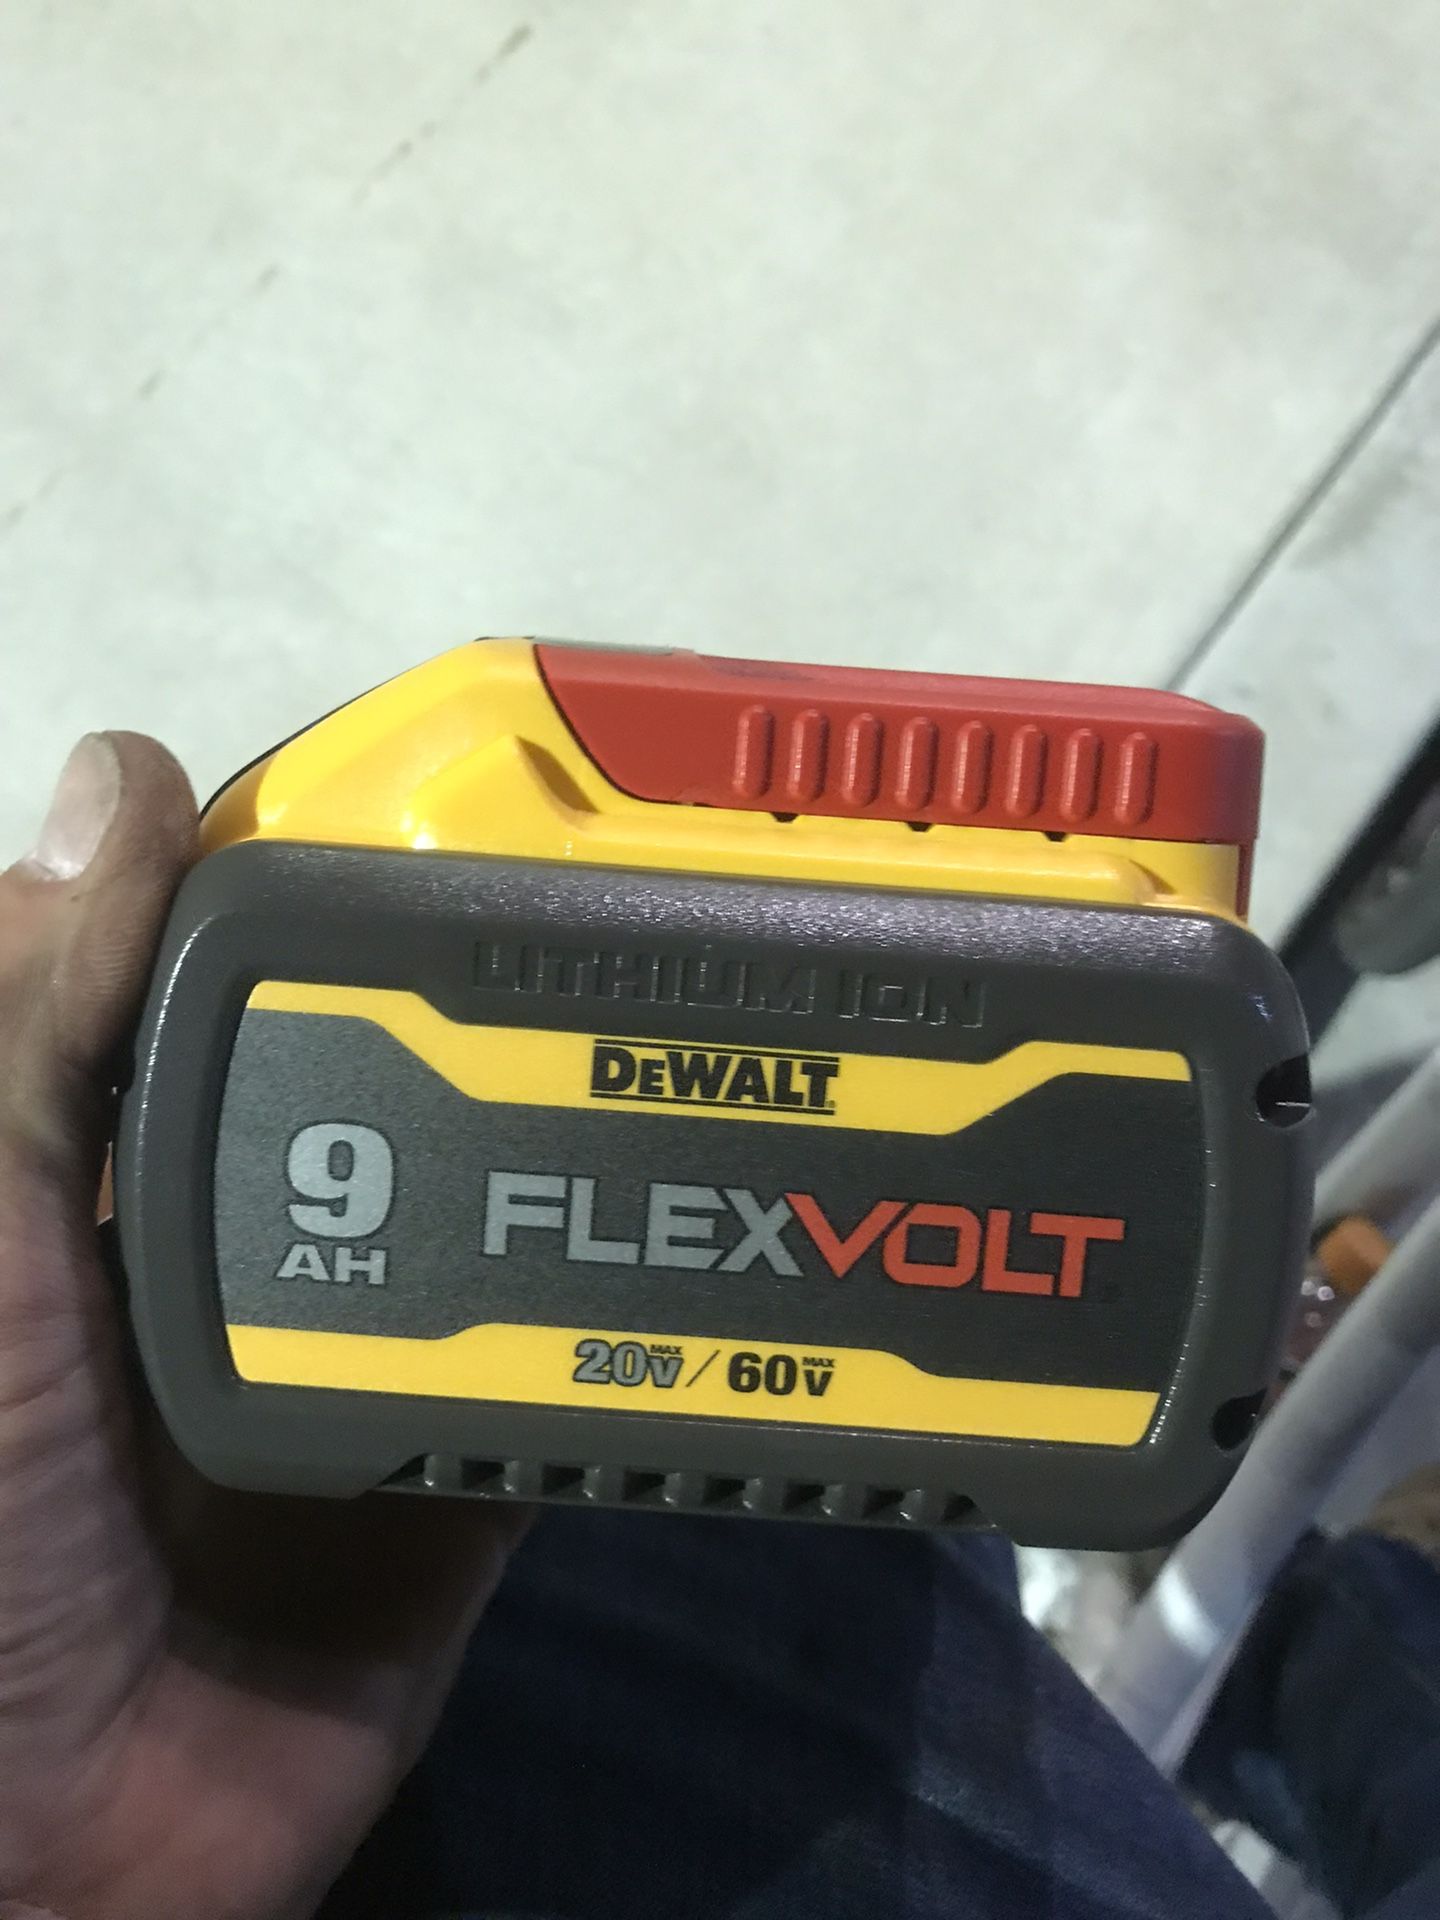 LITHIUM ION
DEWALT
9
AH
FLEXVOLT
20V MAX / 60V MAX